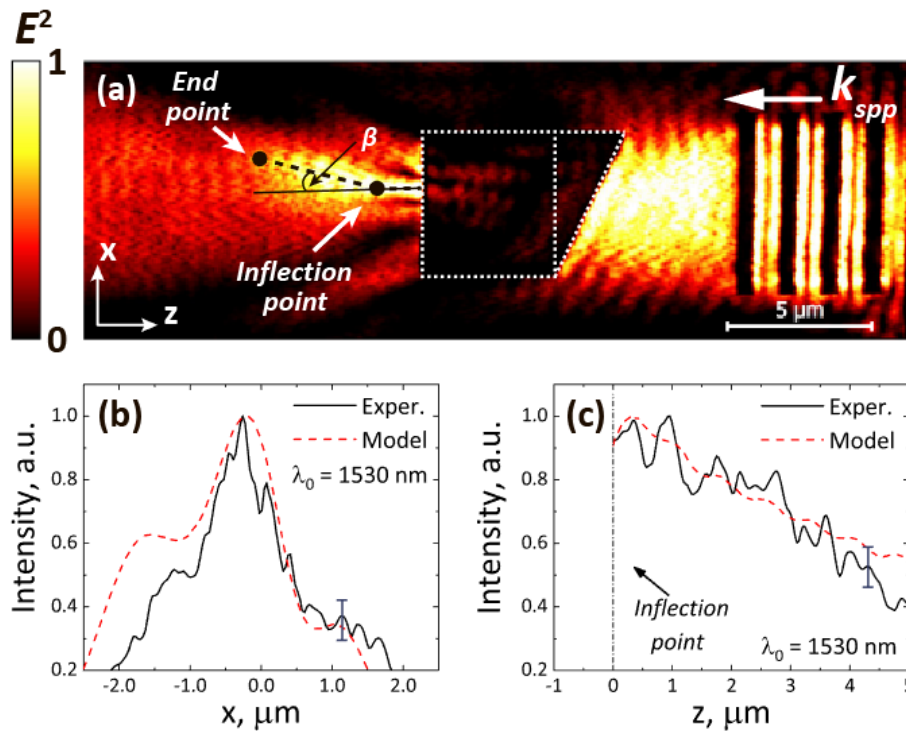 E²
1
0
(a)
End
point
β
k_spp
Inflection
point
x
z
5 µm
(b)
Exper.
Model
λ₀ = 1530 nm
Intensity, a.u.
1.0
0.8
0.6
0.4
0.2
-2.0 -1.0 0.0 1.0 2.0
x, µm
(c)
Exper.
Model
Intensity, a.u.
1.0
0.8
0.6
0.4
0.2
Inflection
point
λ₀ = 1530 nm
-1 0 1 2 3 4 5
z, µm